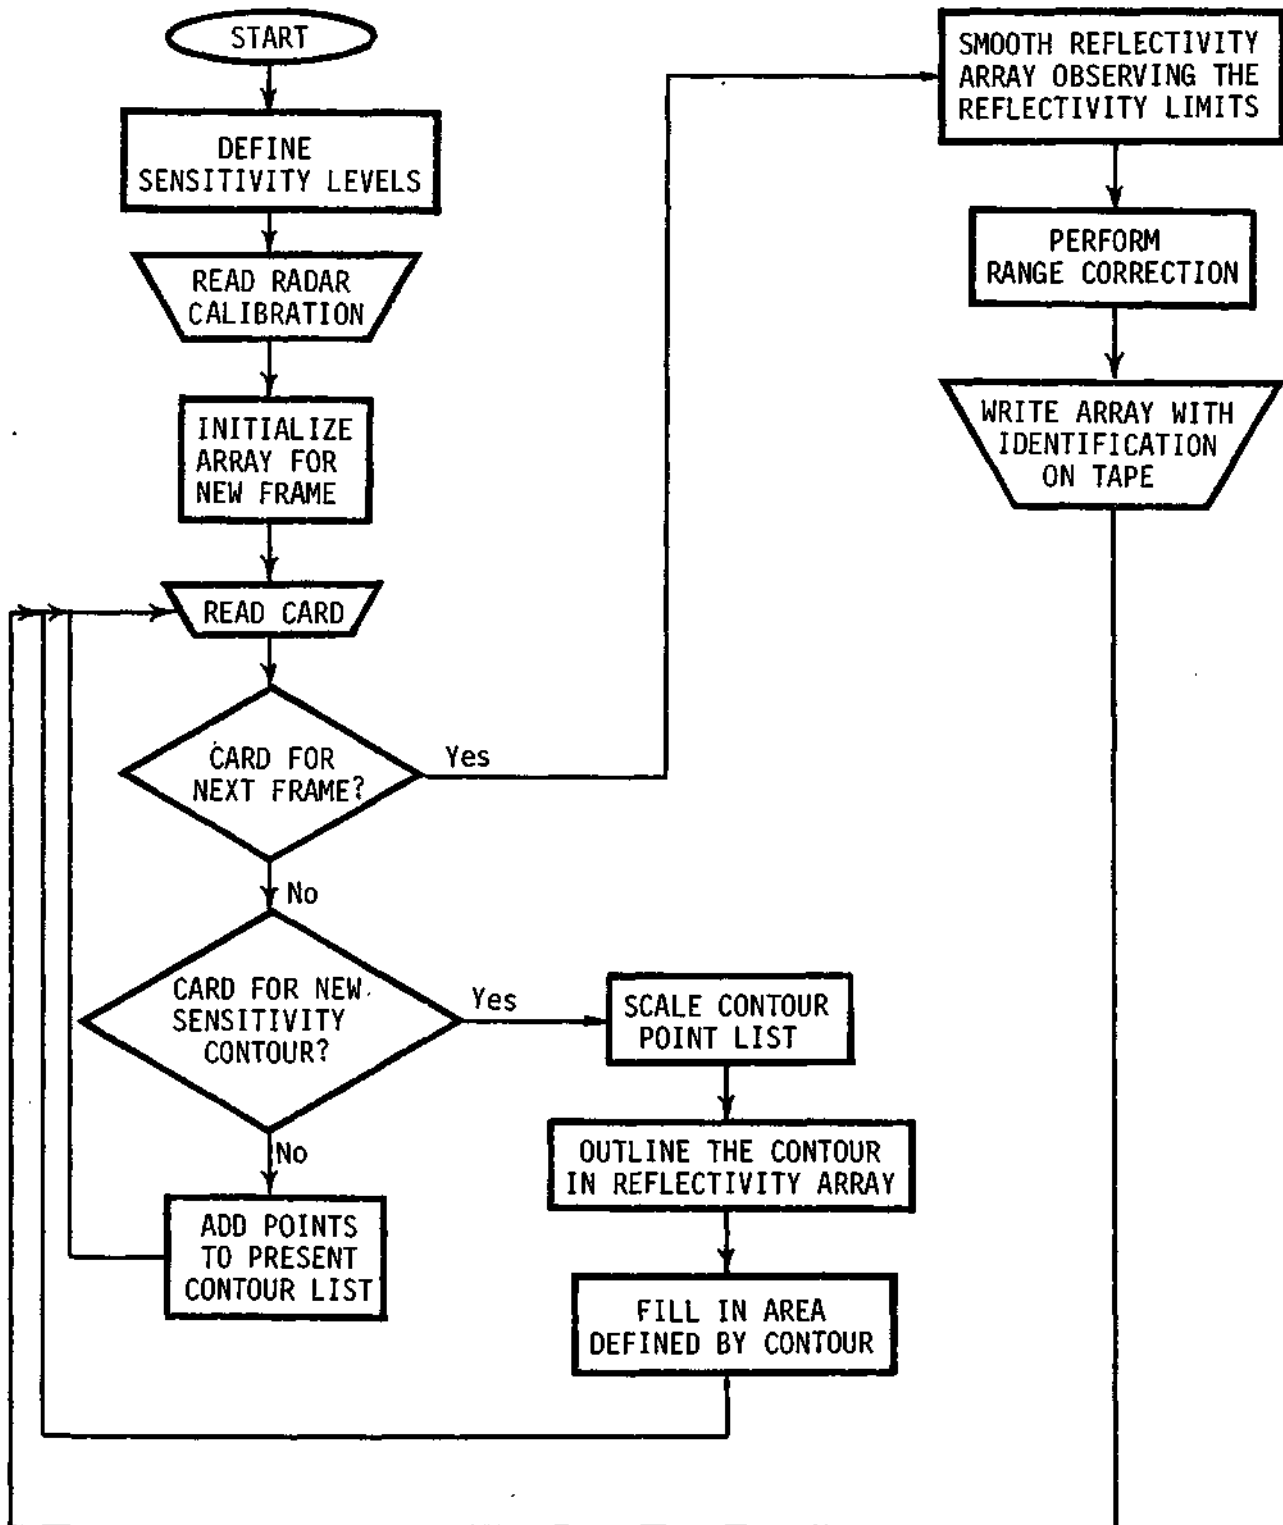 START
DEFINE
SENSITIVITY LEVELS
READ RADAR
CALIBRATION
INITIALIZE
ARRAY FOR
NEW FRAME
READ CARD
CARD FOR
NEXT FRAME?
Yes
No
CARD FOR NEW
SENSITIVITY
CONTOUR?
Yes
No
ADD POINTS
TO PRESENT
CONTOUR LIST
SCALE CONTOUR
POINT LIST
OUTLINE THE CONTOUR
IN REFLECTIVITY ARRAY
FILL IN AREA
DEFINED BY CONTOUR
SMOOTH REFLECTIVITY
ARRAY OBSERVING THE
REFLECTIVITY LIMITS
PERFORM
RANGE CORRECTION
WRITE ARRAY WITH
IDENTIFICATION
ON TAPE